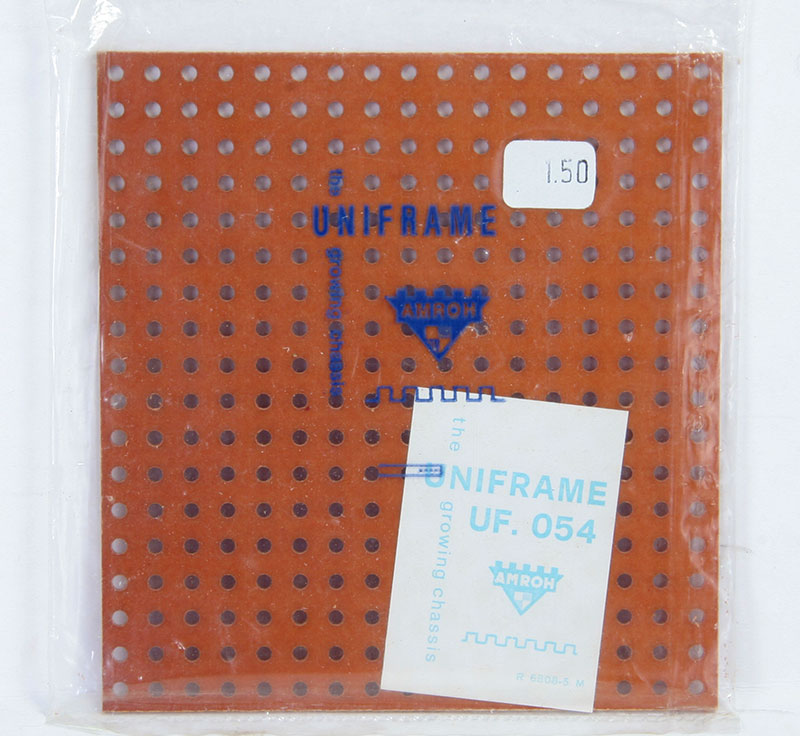 1.50
the
UNIFRAME
growing chassis
AMROH
the
UNIFRAME
UF. 054
growing chassis
AMROH
R 6808-5 M